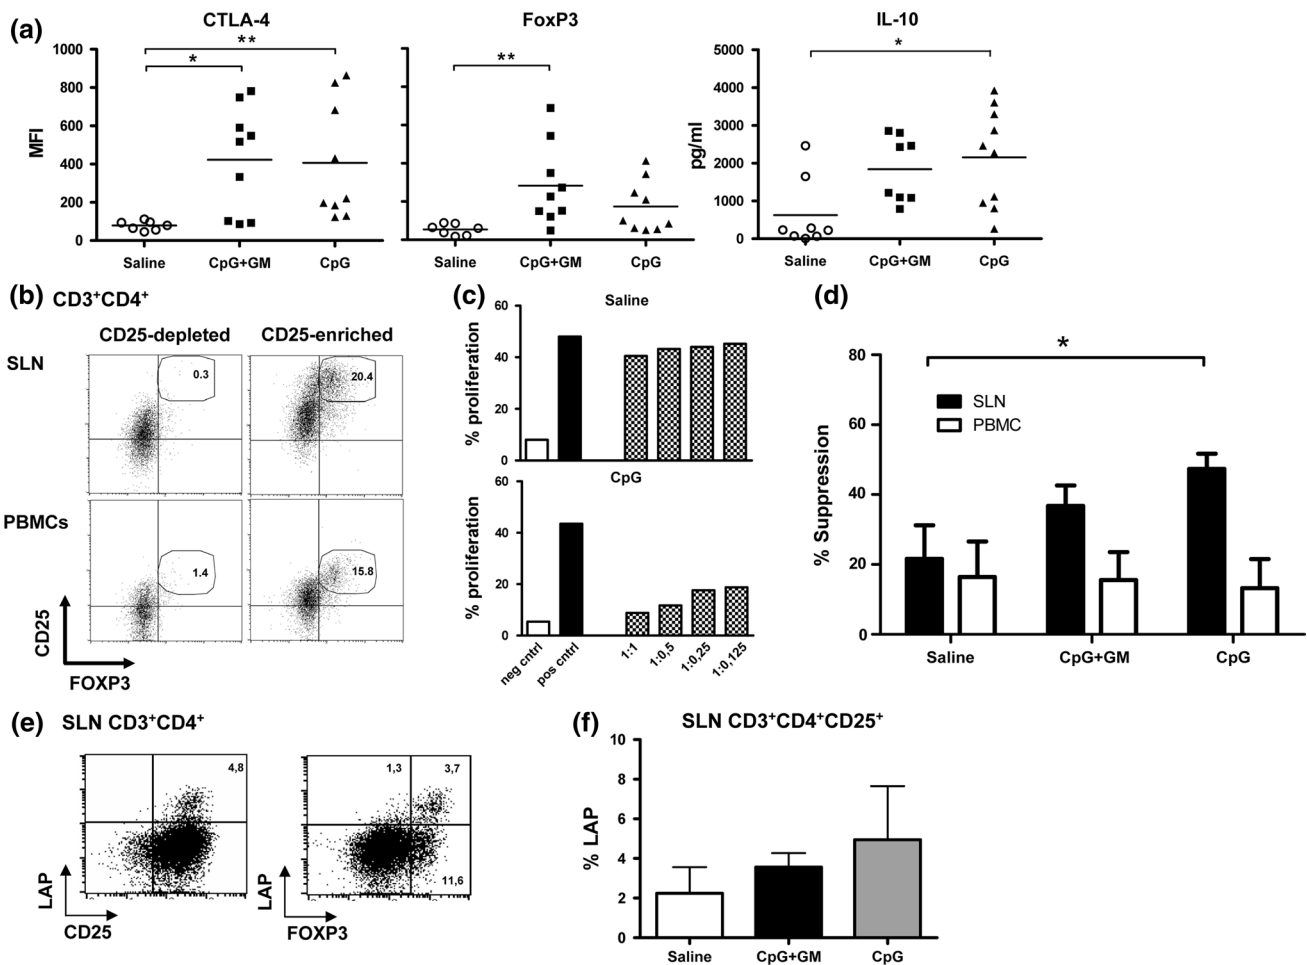 (a)
CTLA-4
FoxP3
IL-10
**
*
**
*
MFI
1000
800
600
400
200
0
Saline
CpG+GM
CpG
Saline
CpG+GM
CpG
pg/ml
5000
4000
3000
2000
1000
0
Saline
CpG+GM
CpG
(b) CD3⁺CD4⁺
CD25-depleted
CD25-enriched
SLN
0.3
20.4
PBMCs
1.4
15.8
CD25
FOXP3
(c)
Saline
% proliferation
60
40
20
0
CpG
% proliferation
60
40
20
0
neg cntrl
pos cntrl
1:1
1:0,5
1:0,25
1:0,125
(d)
*
% Suppression
80
60
40
20
0
SLN
PBMC
Saline
CpG+GM
CpG
(e) SLN CD3⁺CD4⁺
4,8
LAP
CD25
1,3
3,7
11,6
LAP
FOXP3
(f) SLN CD3⁺CD4⁺CD25⁺
% LAP
10
8
6
4
2
0
Saline
CpG+GM
CpG